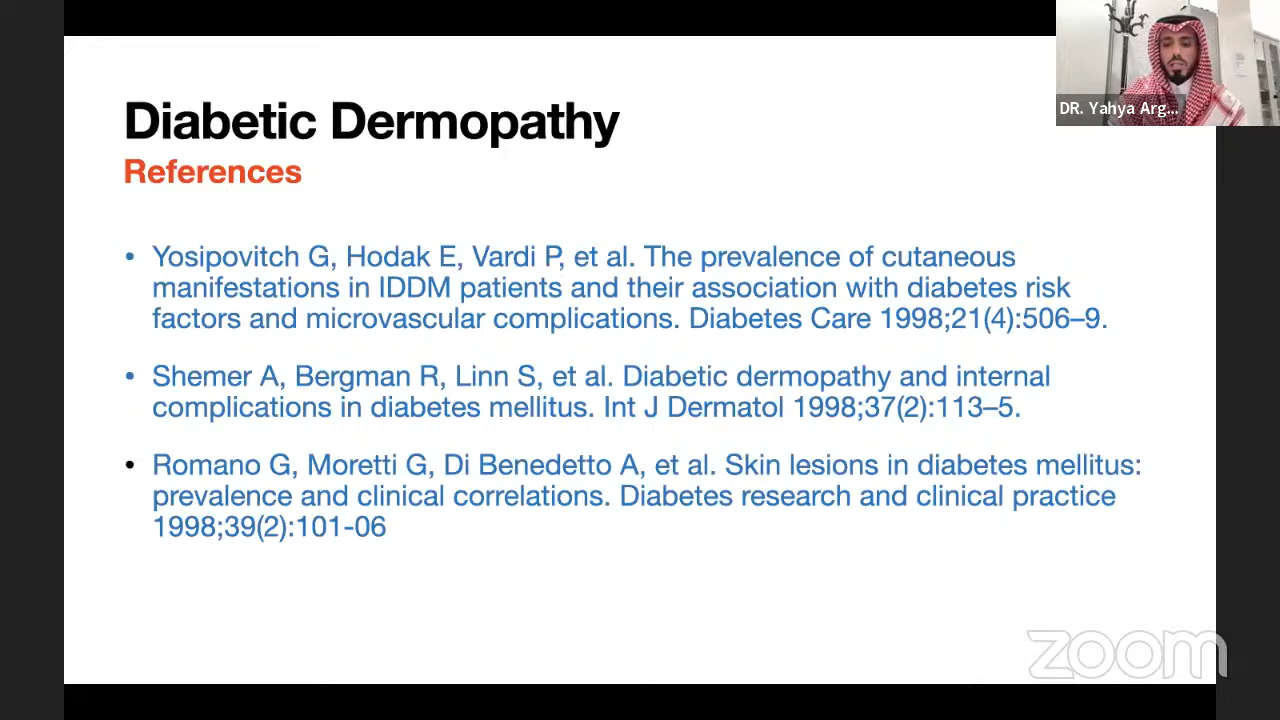 DR. Yahya Arg...
Diabetic Dermopathy
References
• Yosipovitch G, Hodak E, Vardi P, et al. The prevalence of cutaneous
manifestations in IDDM patients and their association with diabetes risk
factors and microvascular complications. Diabetes Care 1998;21(4):506–9.
• Shemer A, Bergman R, Linn S, et al. Diabetic dermopathy and internal
complications in diabetes mellitus. Int J Dermatol 1998;37(2):113–5.
• Romano G, Moretti G, Di Benedetto A, et al. Skin lesions in diabetes mellitus:
prevalence and clinical correlations. Diabetes research and clinical practice
1998;39(2):101-06
zoom